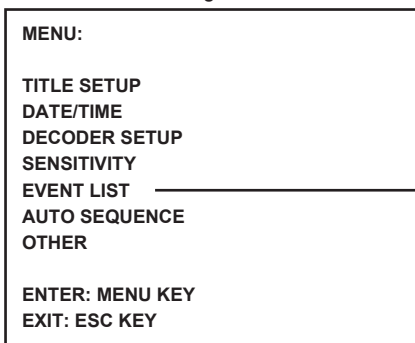 MENU:
TITLE SETUP
DATE/TIME
DECODER SETUP
SENSITIVITY
EVENT LIST
AUTO SEQUENCE
OTHER
ENTER: MENU KEY
EXIT: ESC KEY